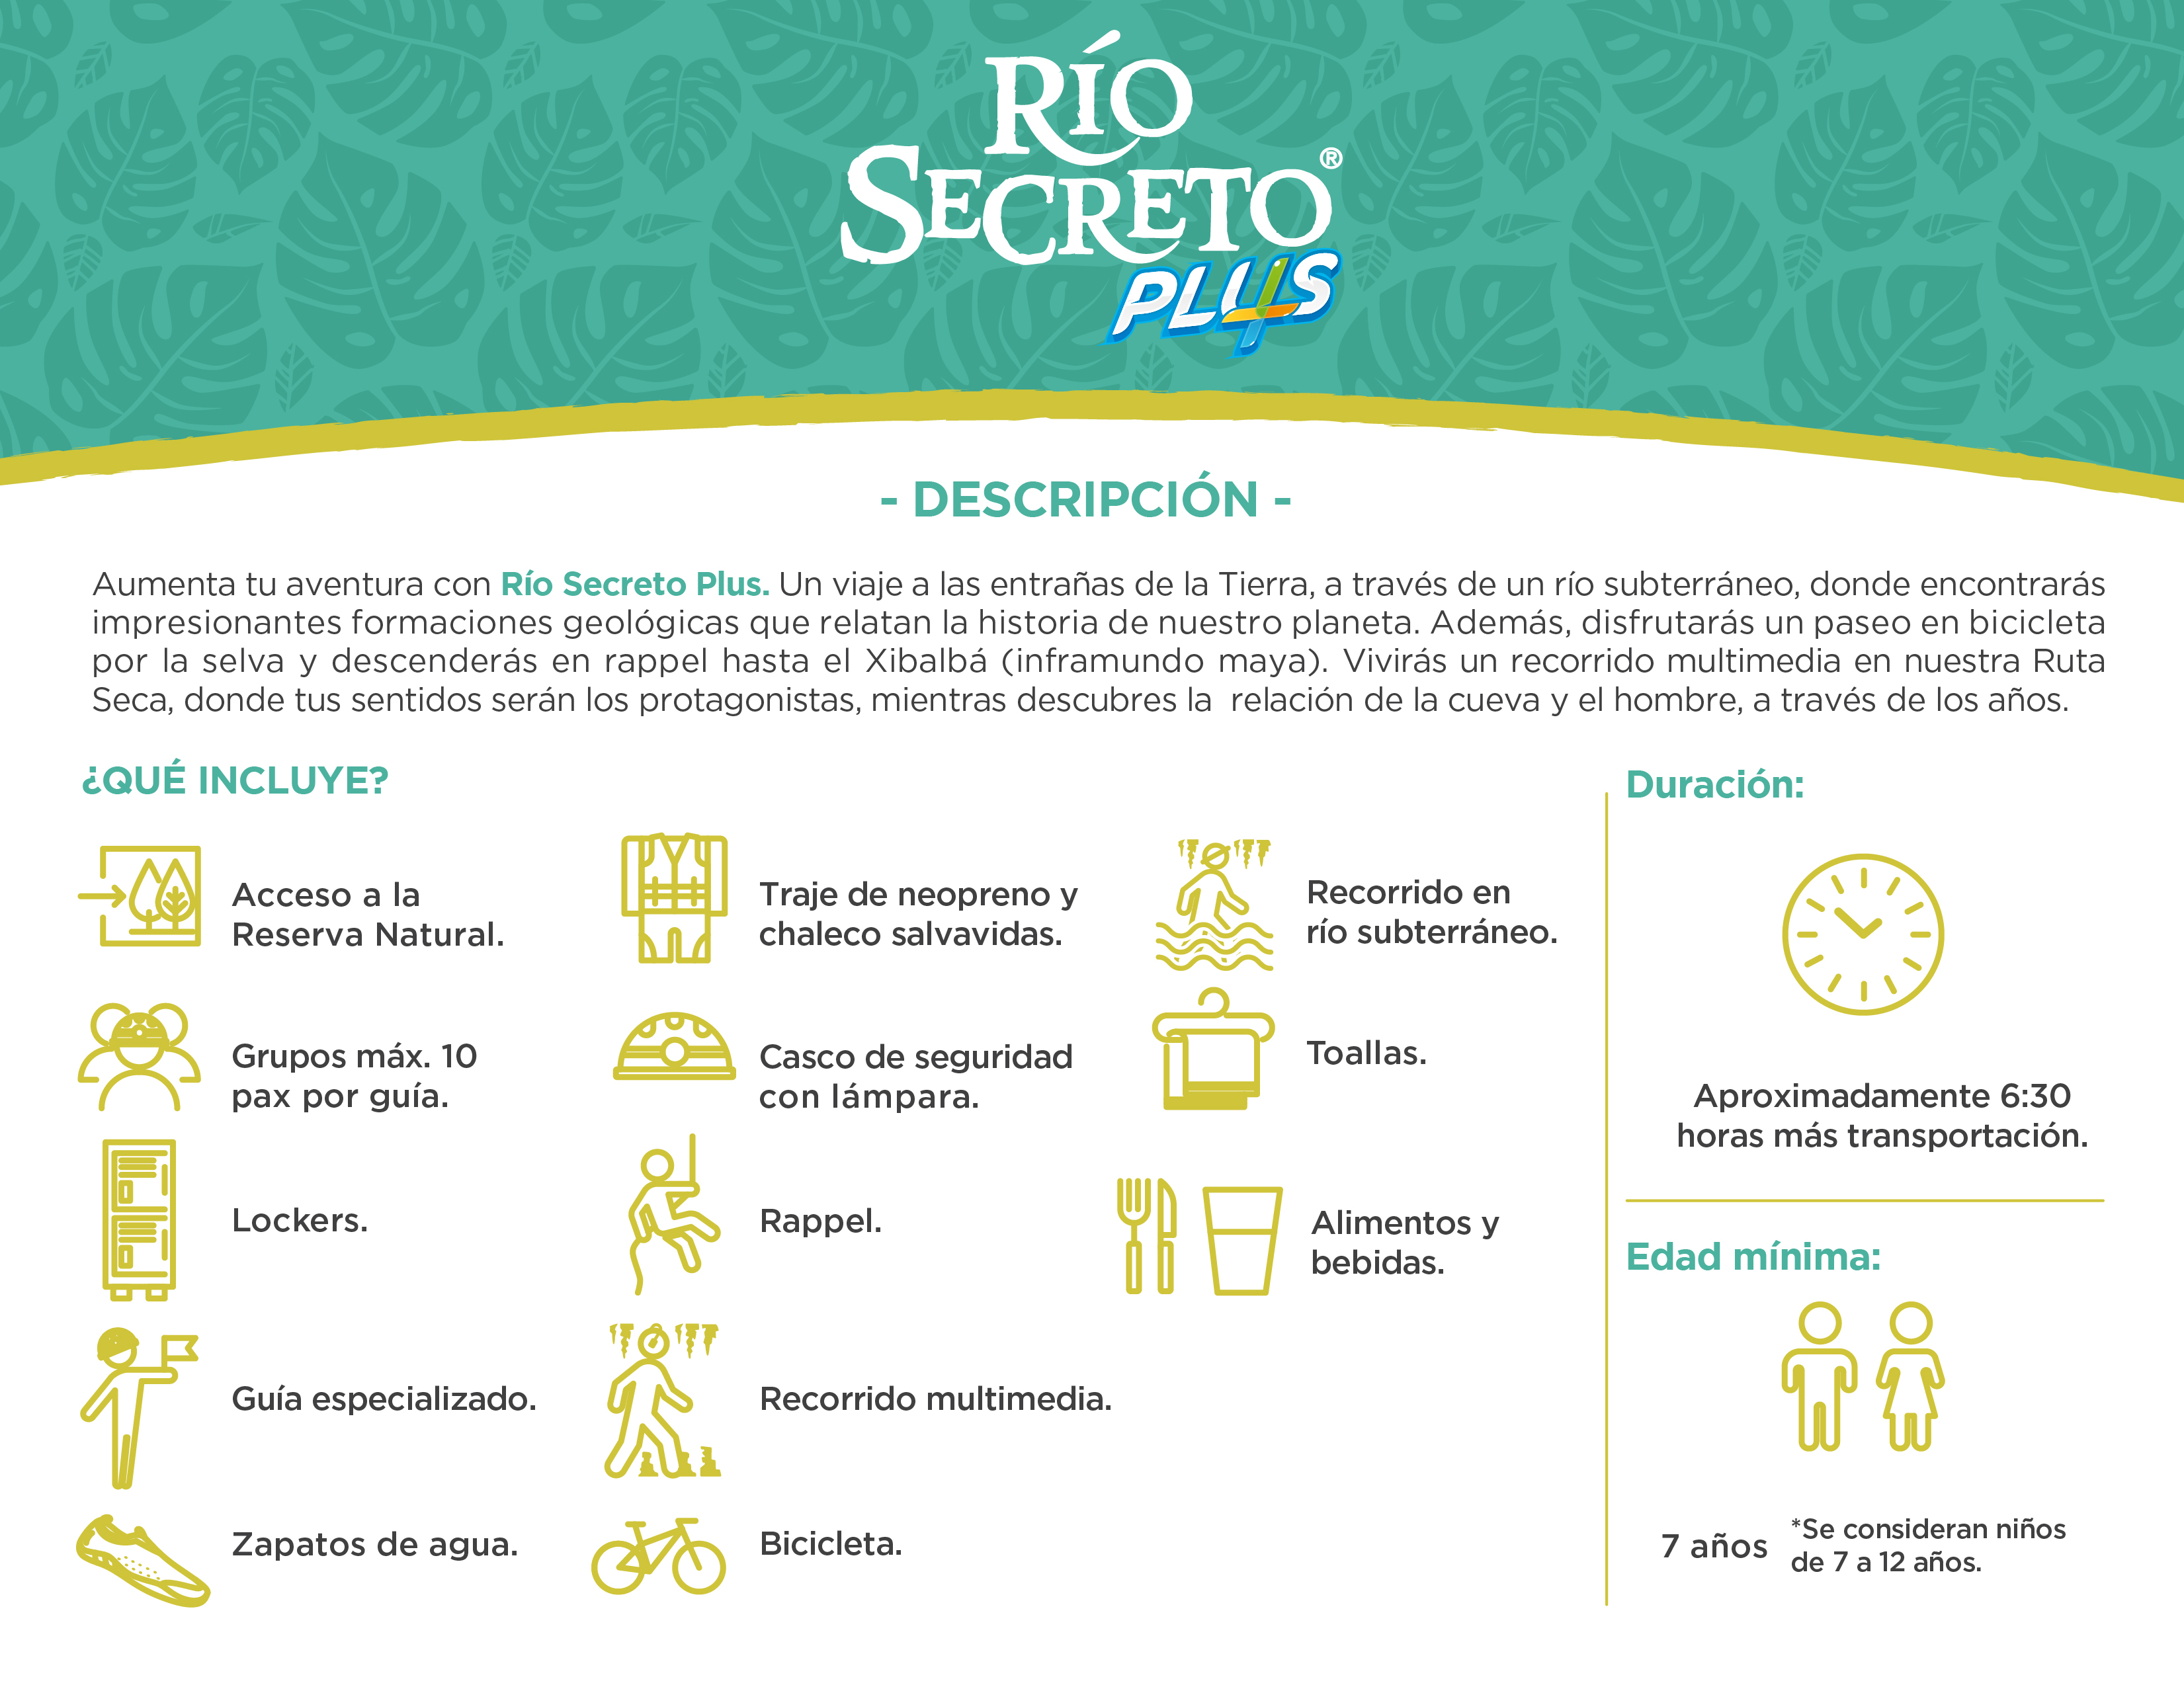 RÍO
SECRETO®
PLUS
- DESCRIPCIÓN -
Aumenta tu aventura con Río Secreto Plus. Un viaje a las entrañas de la Tierra, a través de un río subterráneo, donde encontrarás
impresionantes formaciones geológicas que relatan la historia de nuestro planeta. Además, disfrutarás un paseo en bicicleta
por la selva y descenderás en rappel hasta el Xibalbá (inframundo maya). Vivirás un recorrido multimedia en nuestra Ruta
Seca, donde tus sentidos serán los protagonistas, mientras descubres la relación de la cueva y el hombre, a través de los años.
¿QUÉ INCLUYE?
Acceso a la
Reserva Natural.
Grupos máx. 10
pax por guía.
Lockers.
Guía especializado.
Zapatos de agua.
Traje de neopreno y
chaleco salvavidas.
Casco de seguridad
con lámpara.
Rappel.
Recorrido multimedia.
Bicicleta.
Recorrido en
río subterráneo.
Toallas.
Alimentos y
bebidas.
Duración:
Aproximadamente 6:30
horas más transportación.
Edad mínima:
7 años
*Se consideran niños
de 7 a 12 años.